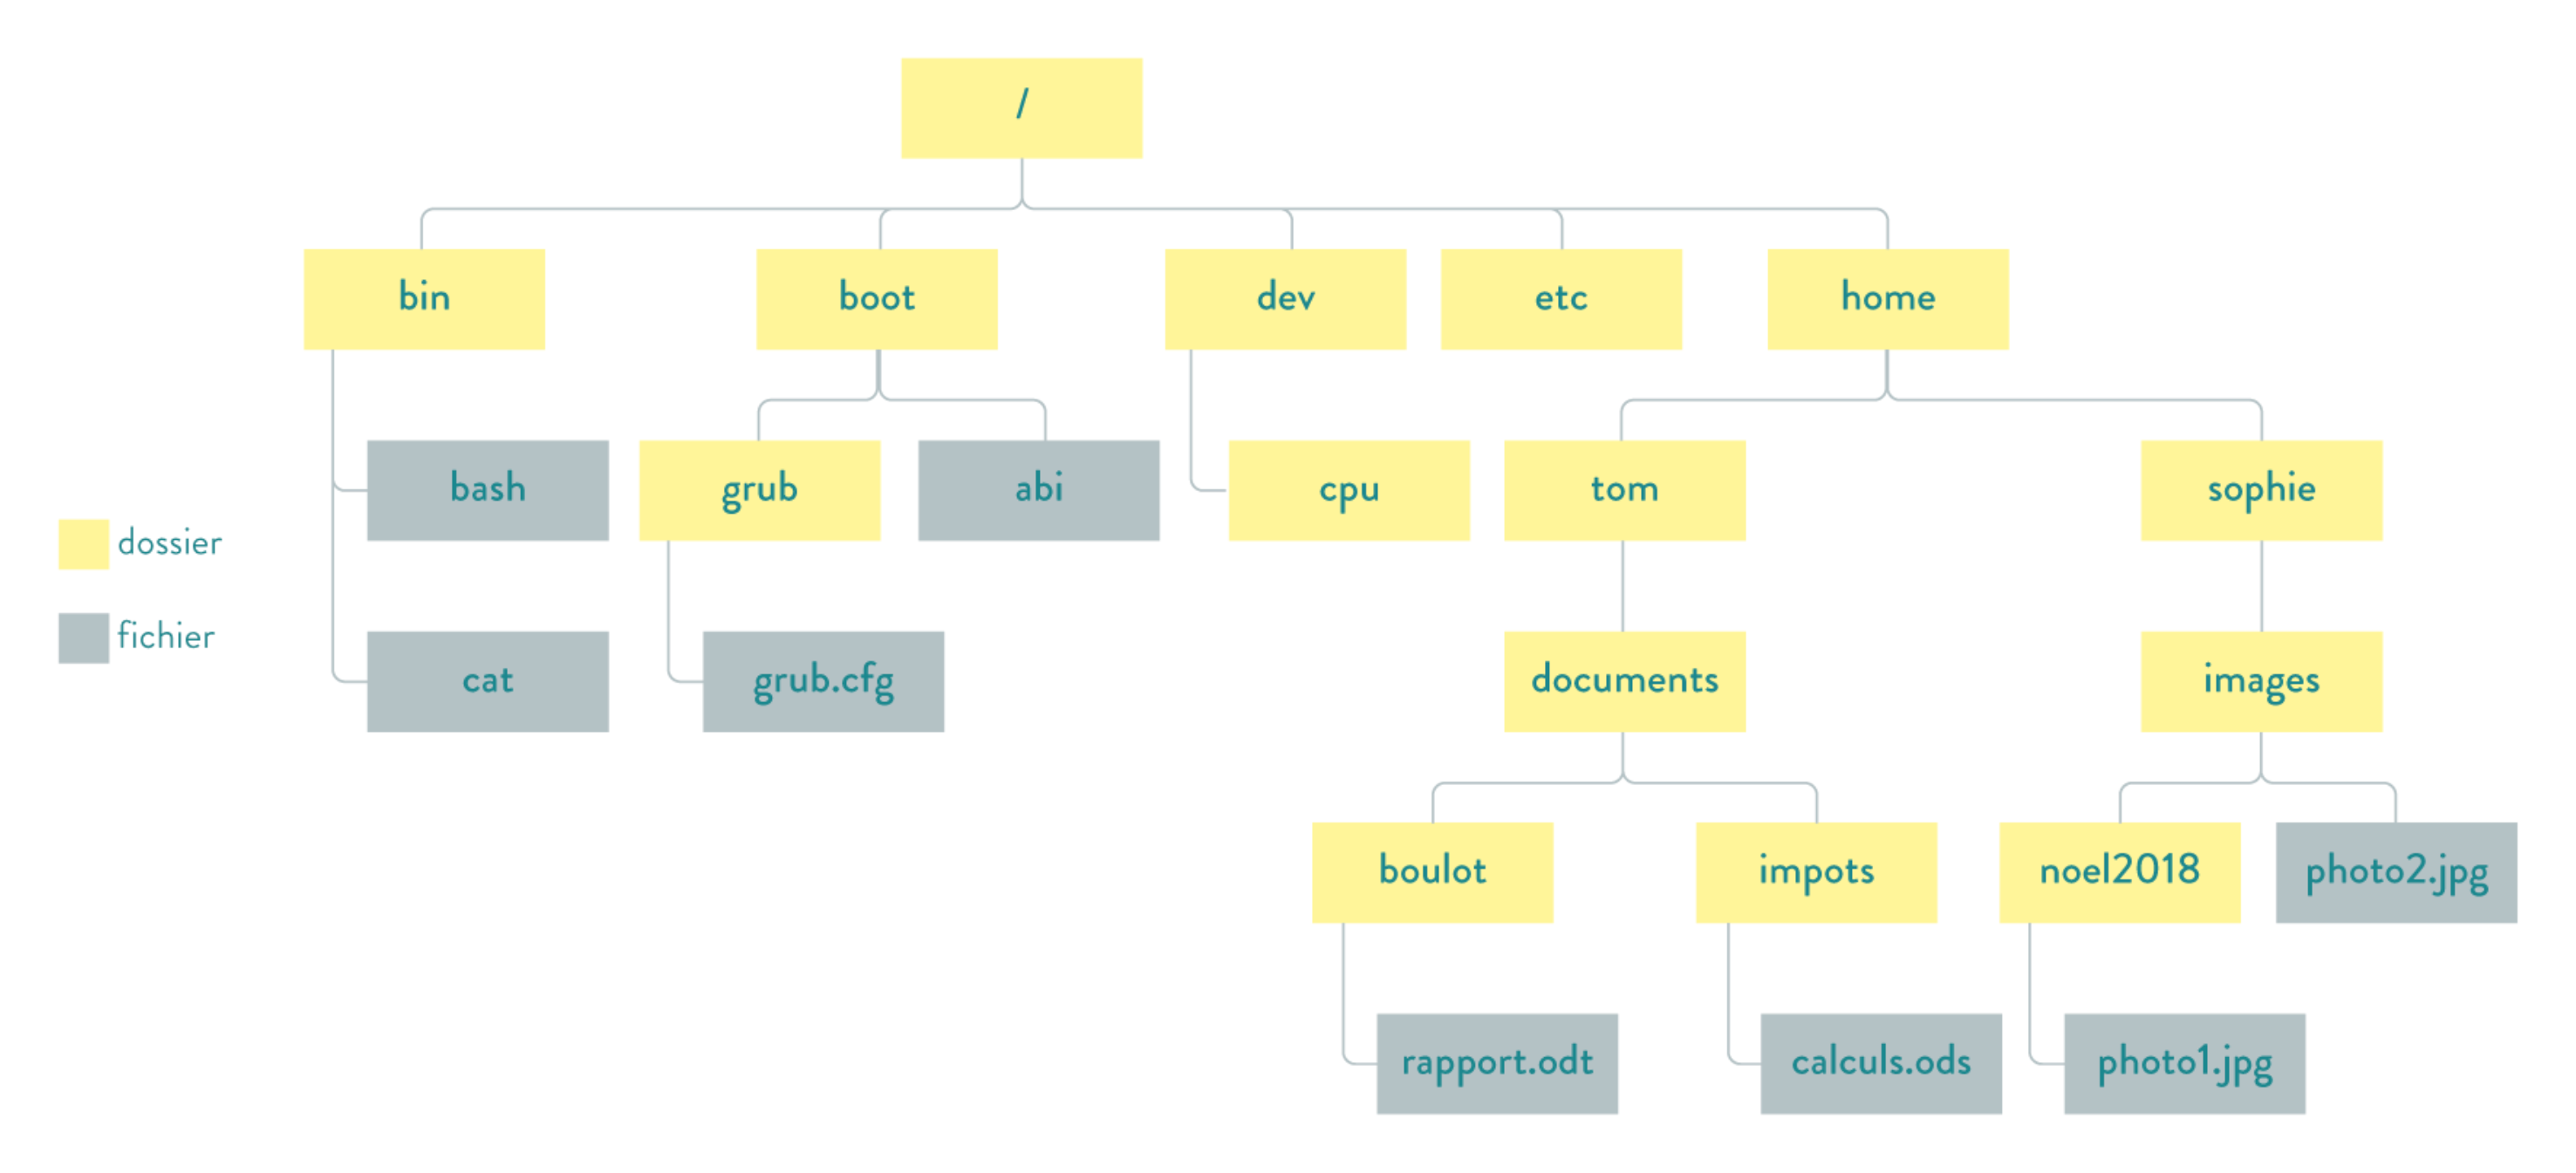 /
bin
boot
dev
etc
home
bash
grub
abi
cpu
tom
sophie
dossier
fichier
cat
grub.cfg
documents
images
boulot
impots
noel2018
photo2.jpg
rapport.odt
calculs.ods
photo1.jpg